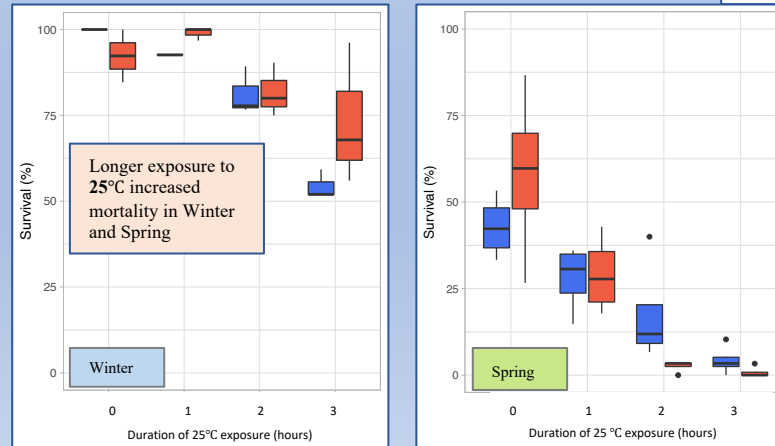 100
75
50
25
0
Survival (%)
Longer exposure to
25°C increased
mortality in Winter
and Spring
Winter
0 1 2 3
Duration of 25°C exposure (hours)
100
75
50
25
0
Survival (%)
Spring
0 1 2 3
Duration of 25 °C exposure (hours)